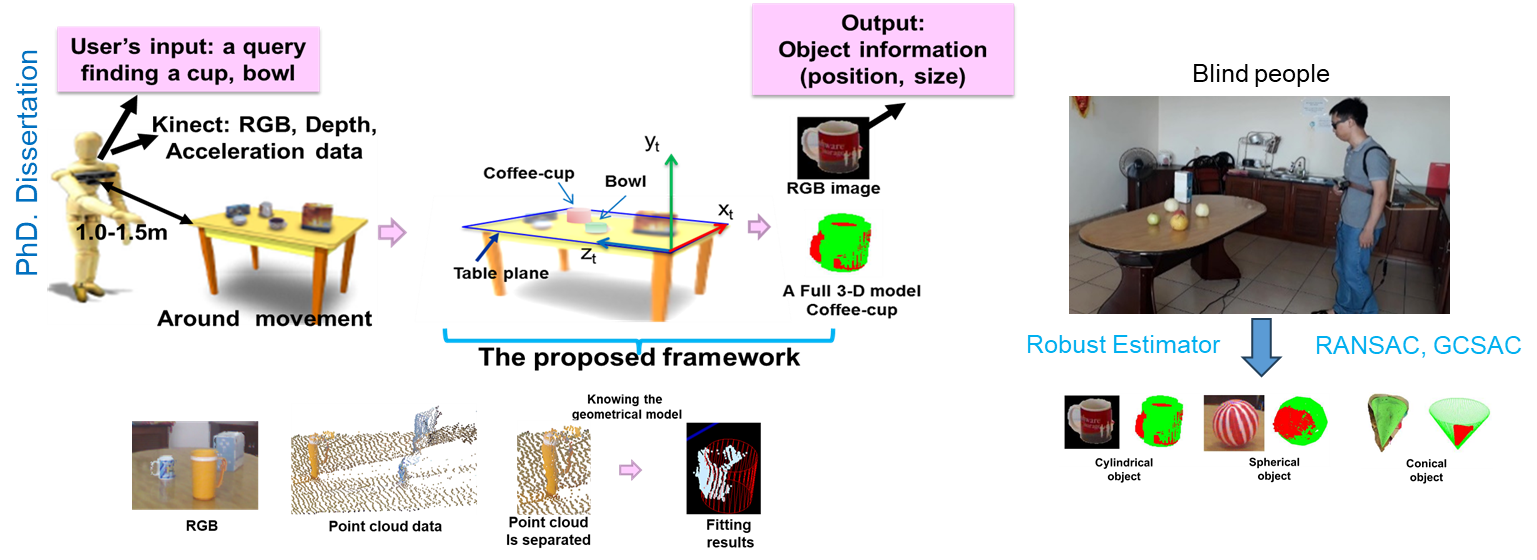 PhD. Dissertation
User's input: a query
finding a cup, bowl
Kinect: RGB, Depth,
Acceleration data
1.0-1.5m
Around movement
Coffee-cup
Bowl
Table plane
yt
xt
zt
The proposed framework
Output:
Object information
(position, size)
RGB image
A Full 3-D model
Coffee-cup
RGB
Point cloud data
Point cloud
Is separated
Knowing the
geometrical model
Fitting
results
Blind people
Robust Estimator
RANSAC, GCSAC
Cylindrical
object
Spherical
object
Conical
object